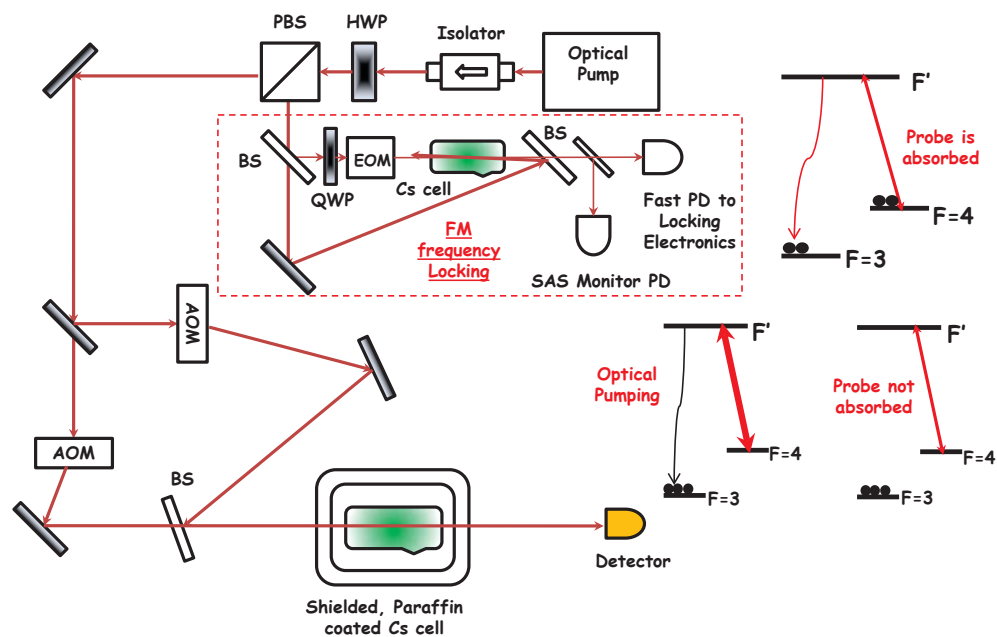 PBS
HWP
Isolator
Optical
Pump
BS
QWP
EOM
Cs cell
BS
Fast PD to
Locking
Electronics
FM
frequency
Locking
SAS Monitor PD
F'
Probe is
absorbed
F=4
F=3
AOM
AOM
BS
Shielded, Paraffin
coated Cs cell
Detector
F'
Optical
Pumping
F=4
F=3
F'
Probe not
absorbed
F=4
F=3